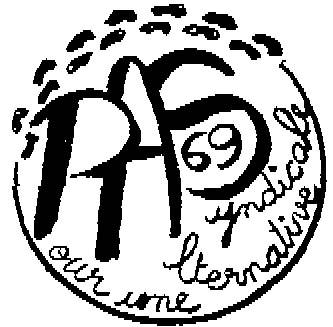 PAS
69
our une
lternative
yndicale